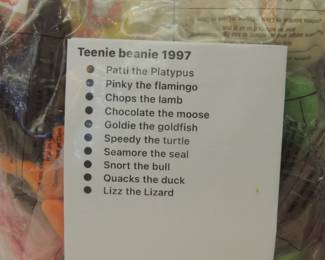 Teenie beanie 1997
● Patti the Platypus
● Pinky the flamingo
● Chops the lamb
● Chocolate the moose
● Goldie the goldfish
● Speedy the turtle
● Seamore the seal
● Snort the bull
● Quacks the duck
● Lizz the Lizard